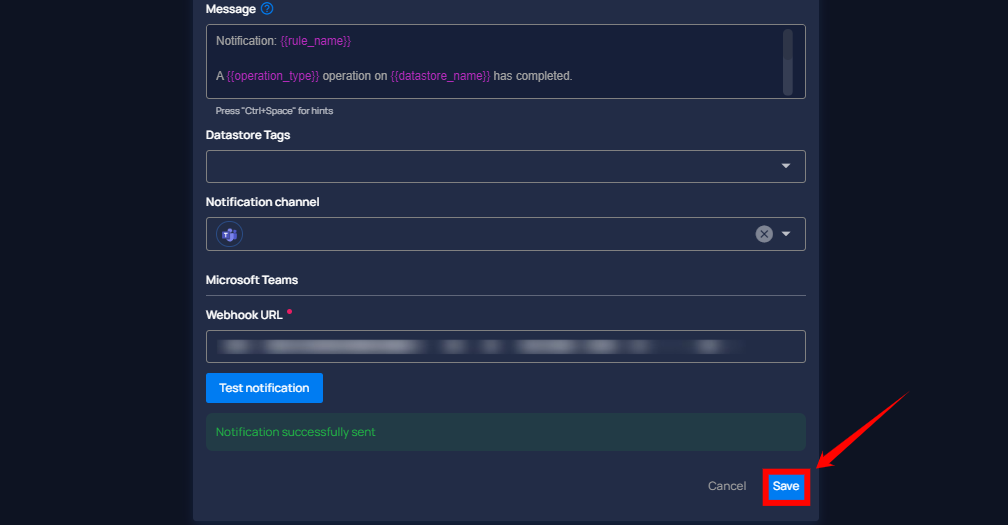 Message
Notification: {{rule_name}}
A {{operation_type}} operation on {{datastore_name}} has completed.
Press "Ctrl+Space" for hints
Datastore Tags
Notification channel
Microsoft Teams
Webhook URL
Test notification
Notification successfully sent
Cancel Save